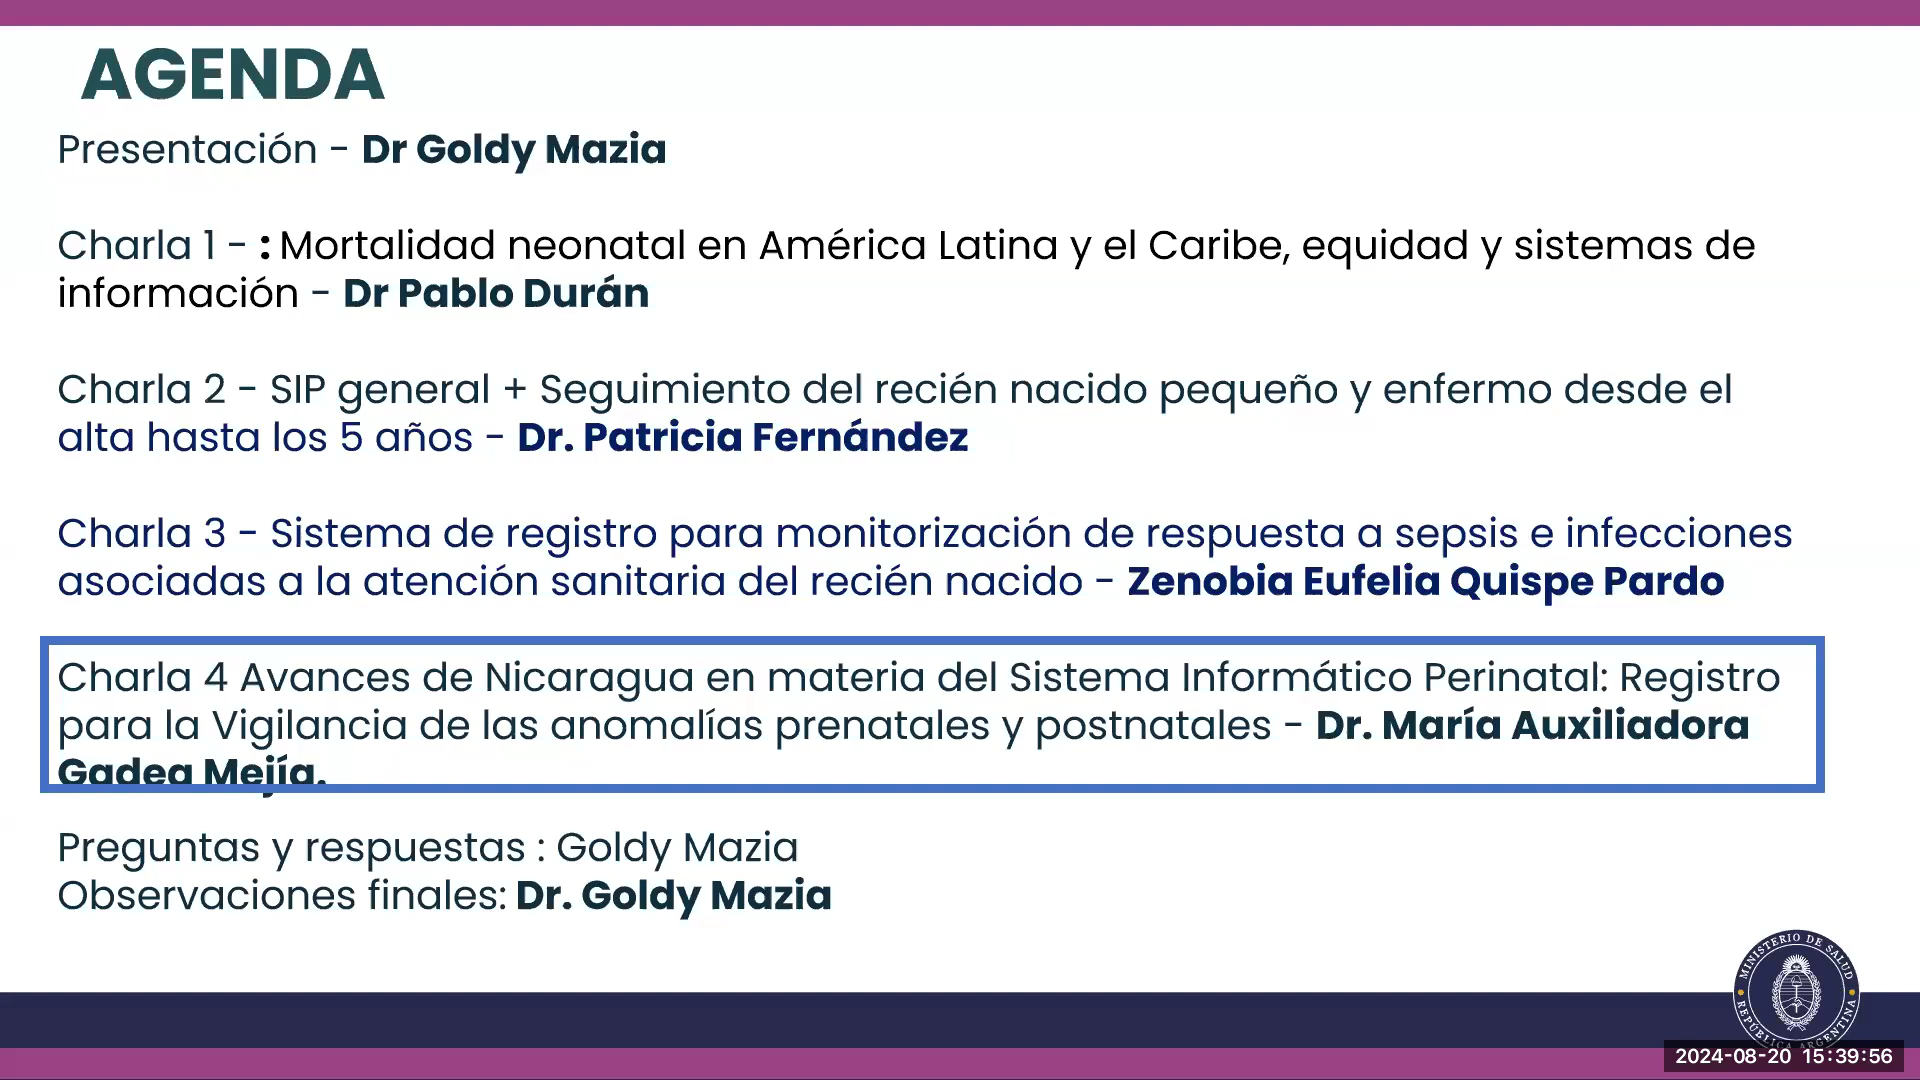 AGENDA
Presentación - Dr Goldy Mazia
Charla 1 - : Mortalidad neonatal en América Latina y el Caribe, equidad y sistemas de
información - Dr Pablo Durán
Charla 2 - SIP general + Seguimiento del recién nacido pequeño y enfermo desde el
alta hasta los 5 años - Dr. Patricia Fernández
Charla 3 - Sistema de registro para monitorización de respuesta a sepsis e infecciones
asociadas a la atención sanitaria del recién nacido - Zenobia Eufelia Quispe Pardo
Charla 4 Avances de Nicaragua en materia del Sistema Informático Perinatal: Registro
para la Vigilancia de las anomalías prenatales y postnatales - Dr. María Auxiliadora
Gadea Mejía.
Preguntas y respuestas : Goldy Mazia
Observaciones finales: Dr. Goldy Mazia
MINISTERIO DE SALUD
REPÚBLICA ARGENTINA
2024-08-20 15:39:56